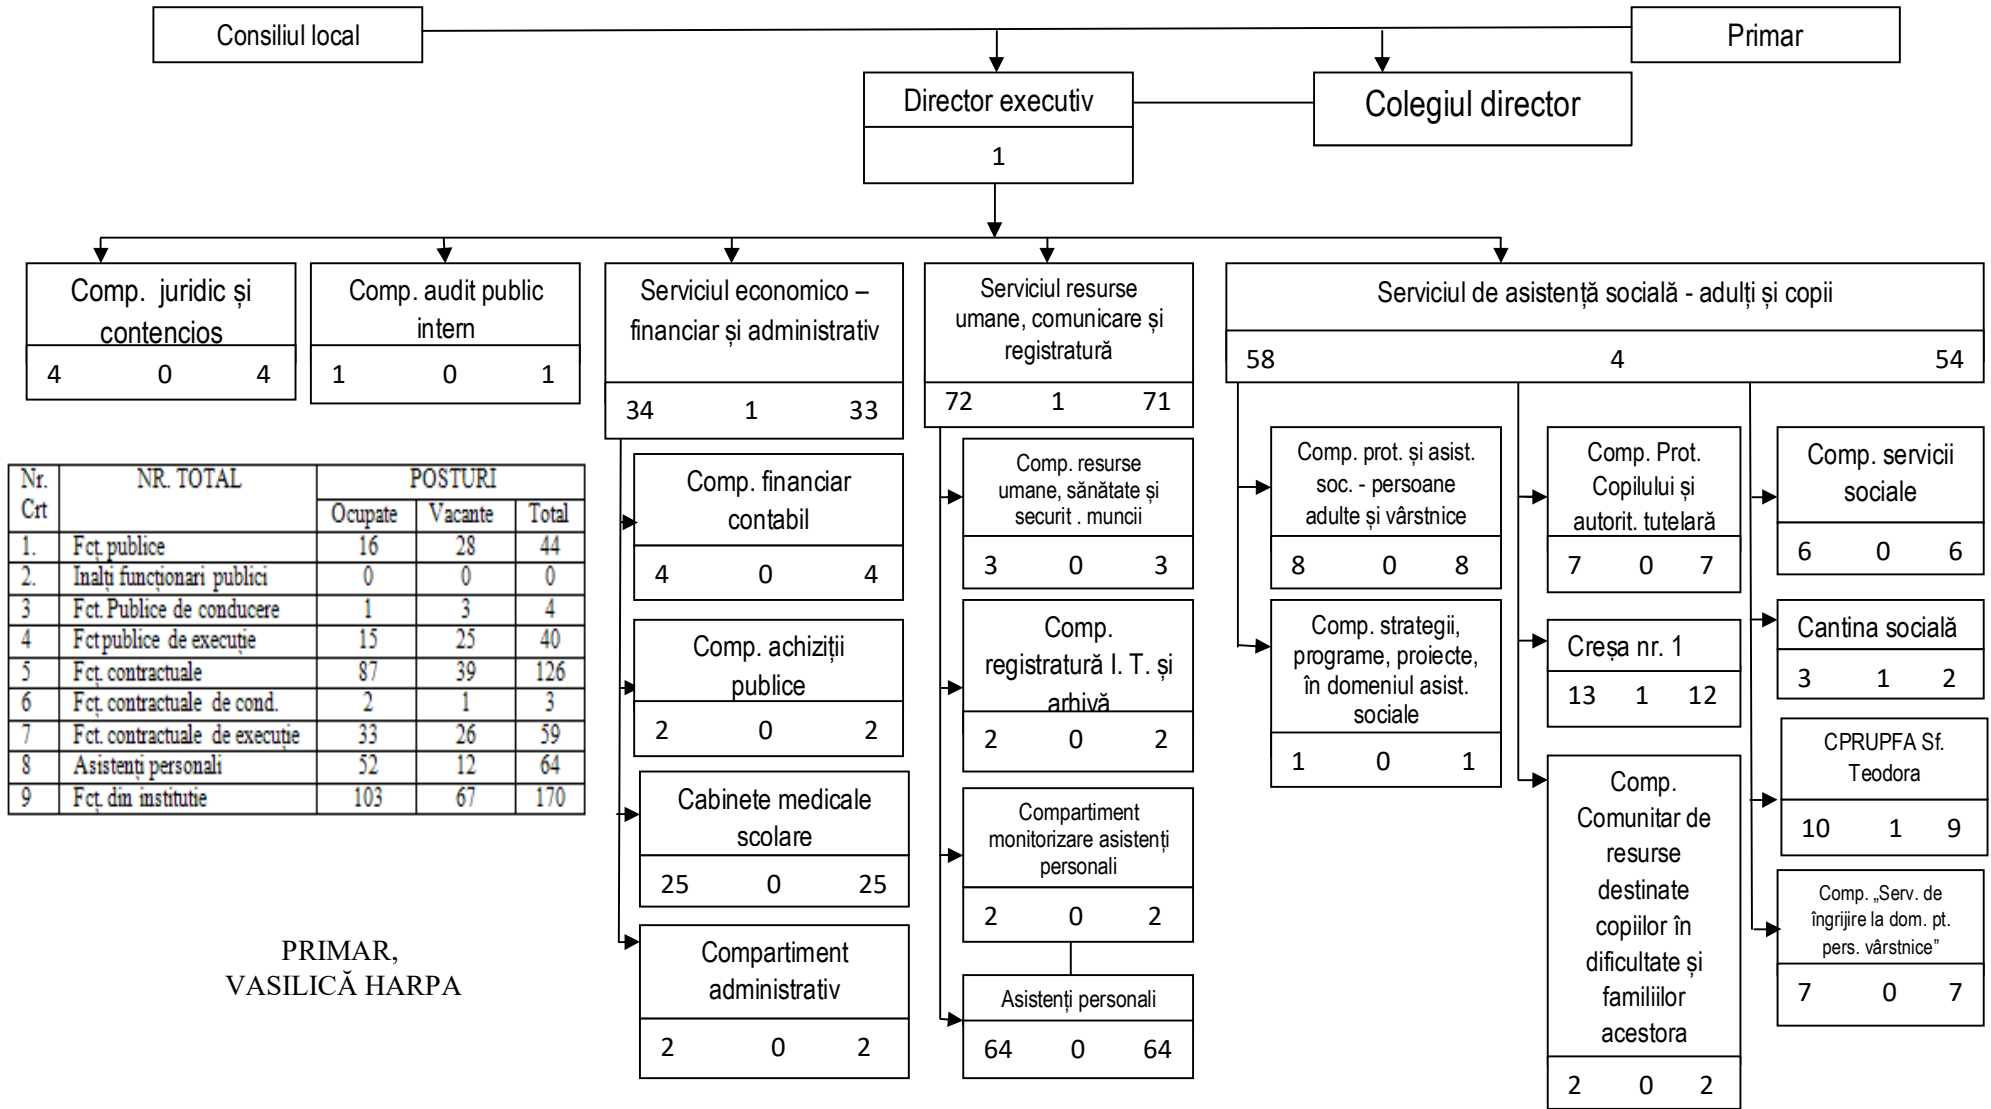 Consiliul local
Primar
Director executiv
1
Colegiul director
Comp. juridic și
contencios
4 0 4
Comp. audit public
intern
1 0 1
Serviciul economico –
financiar și administrativ
34 1 33
Serviciul resurse
umane, comunicare și
registratură
72 1 71
Serviciul de asistență socială - adulți și copii
58 4 54
Nr. Crt NR. TOTAL POSTURI
Ocupate Vacante Total
1. Fcț. publice 16 28 44
2. Inalți funcționari publici 0 0 0
3 Fct. Publice de conducere 1 3 4
4 Fct publice de execuție 15 25 40
5 Fcț. contractuale 87 39 126
6 Fcț. contractuale de cond. 2 1 3
7 Fct. contractuale de execuție 33 26 59
8 Asistenți personali 52 12 64
9 Fcț. din institutie 103 67 170
PRIMAR,
VASILICĂ HARPA
Comp. financiar
contabil
4 0 4
Comp. achiziții
publice
2 0 2
Cabinete medicale
scolare
25 0 25
Compartiment
administrativ
2 0 2
Comp. resurse
umane, sănătate și
securit . muncii
3 0 3
Comp.
registratură I. T. și
arhivă
2 0 2
Compartiment
monitorizare asistenți
personali
2 0 2
Asistenți personali
64 0 64
Comp. prot. și asist.
soc. - persoane
adulte și vârstnice
8 0 8
Comp. strategii,
programe, proiecte,
în domeniul asist.
sociale
1 0 1
Comp. Prot.
Copilului și
autorit. tutelară
7 0 7
Creșa nr. 1
13 1 12
Comp.
Comunitar de
resurse
destinate
copiilor în
dificultate și
familiilor
acestora
2 0 2
Comp. servicii
sociale
6 0 6
Cantina socială
3 1 2
CPRUPFA Sf.
Teodora
10 1 9
Comp. „Serv. de
îngrijire la dom. pt.
pers. vârstnice”
7 0 7